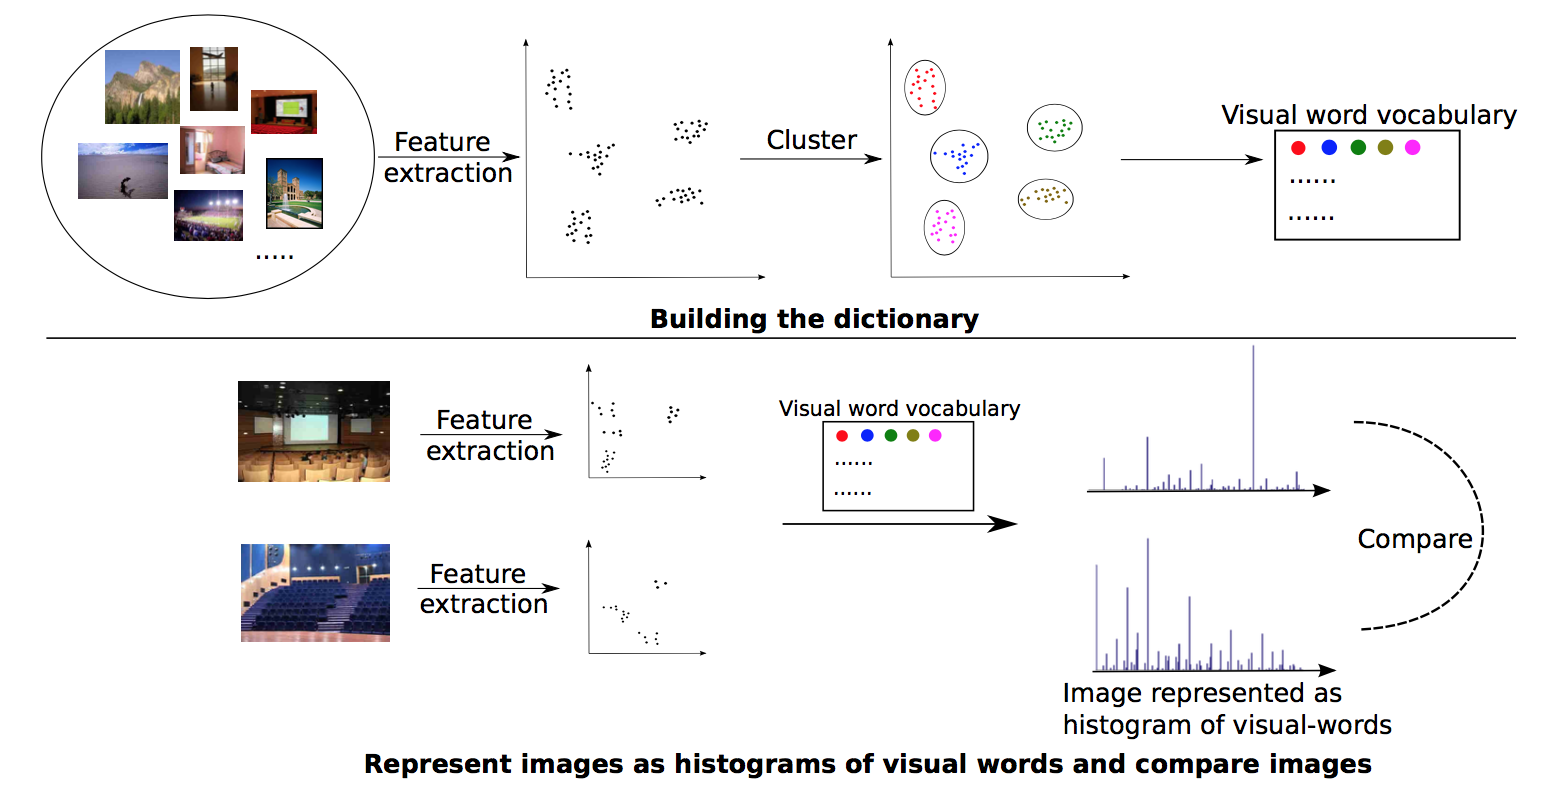 Feature
extraction
Cluster
Visual word vocabulary
.....
......
......
Building the dictionary
Feature
extraction
Visual word vocabulary
......
......
Compare
Feature
extraction
Image represented as
histogram of visual-words
Represent images as histograms of visual words and compare images